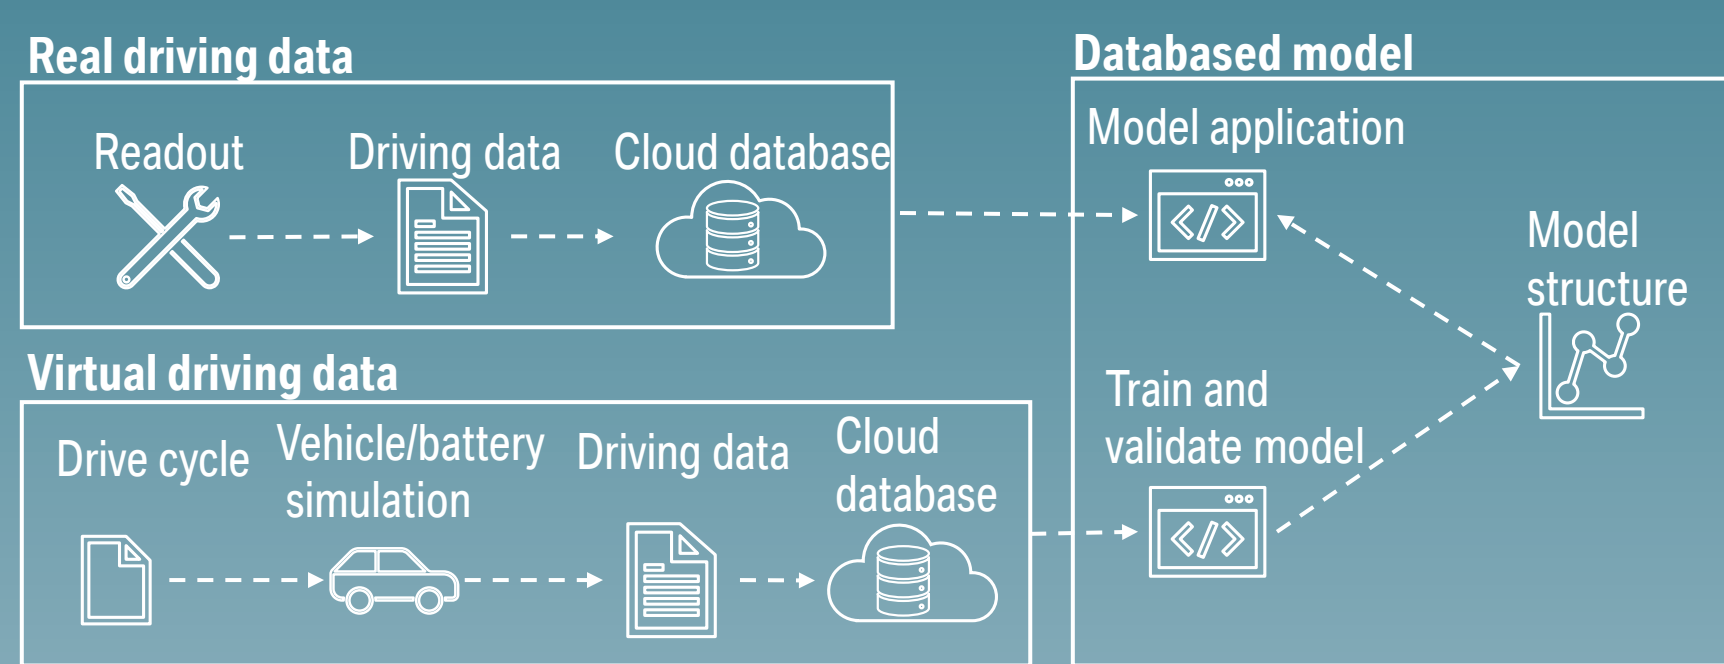 Real driving data
Readout
Driving data
Cloud database
Virtual driving data
Drive cycle
Vehicle/battery
simulation
Driving data
Cloud
database
Databased model
Model application
</>
Model
structure
Train and
validate model
</>